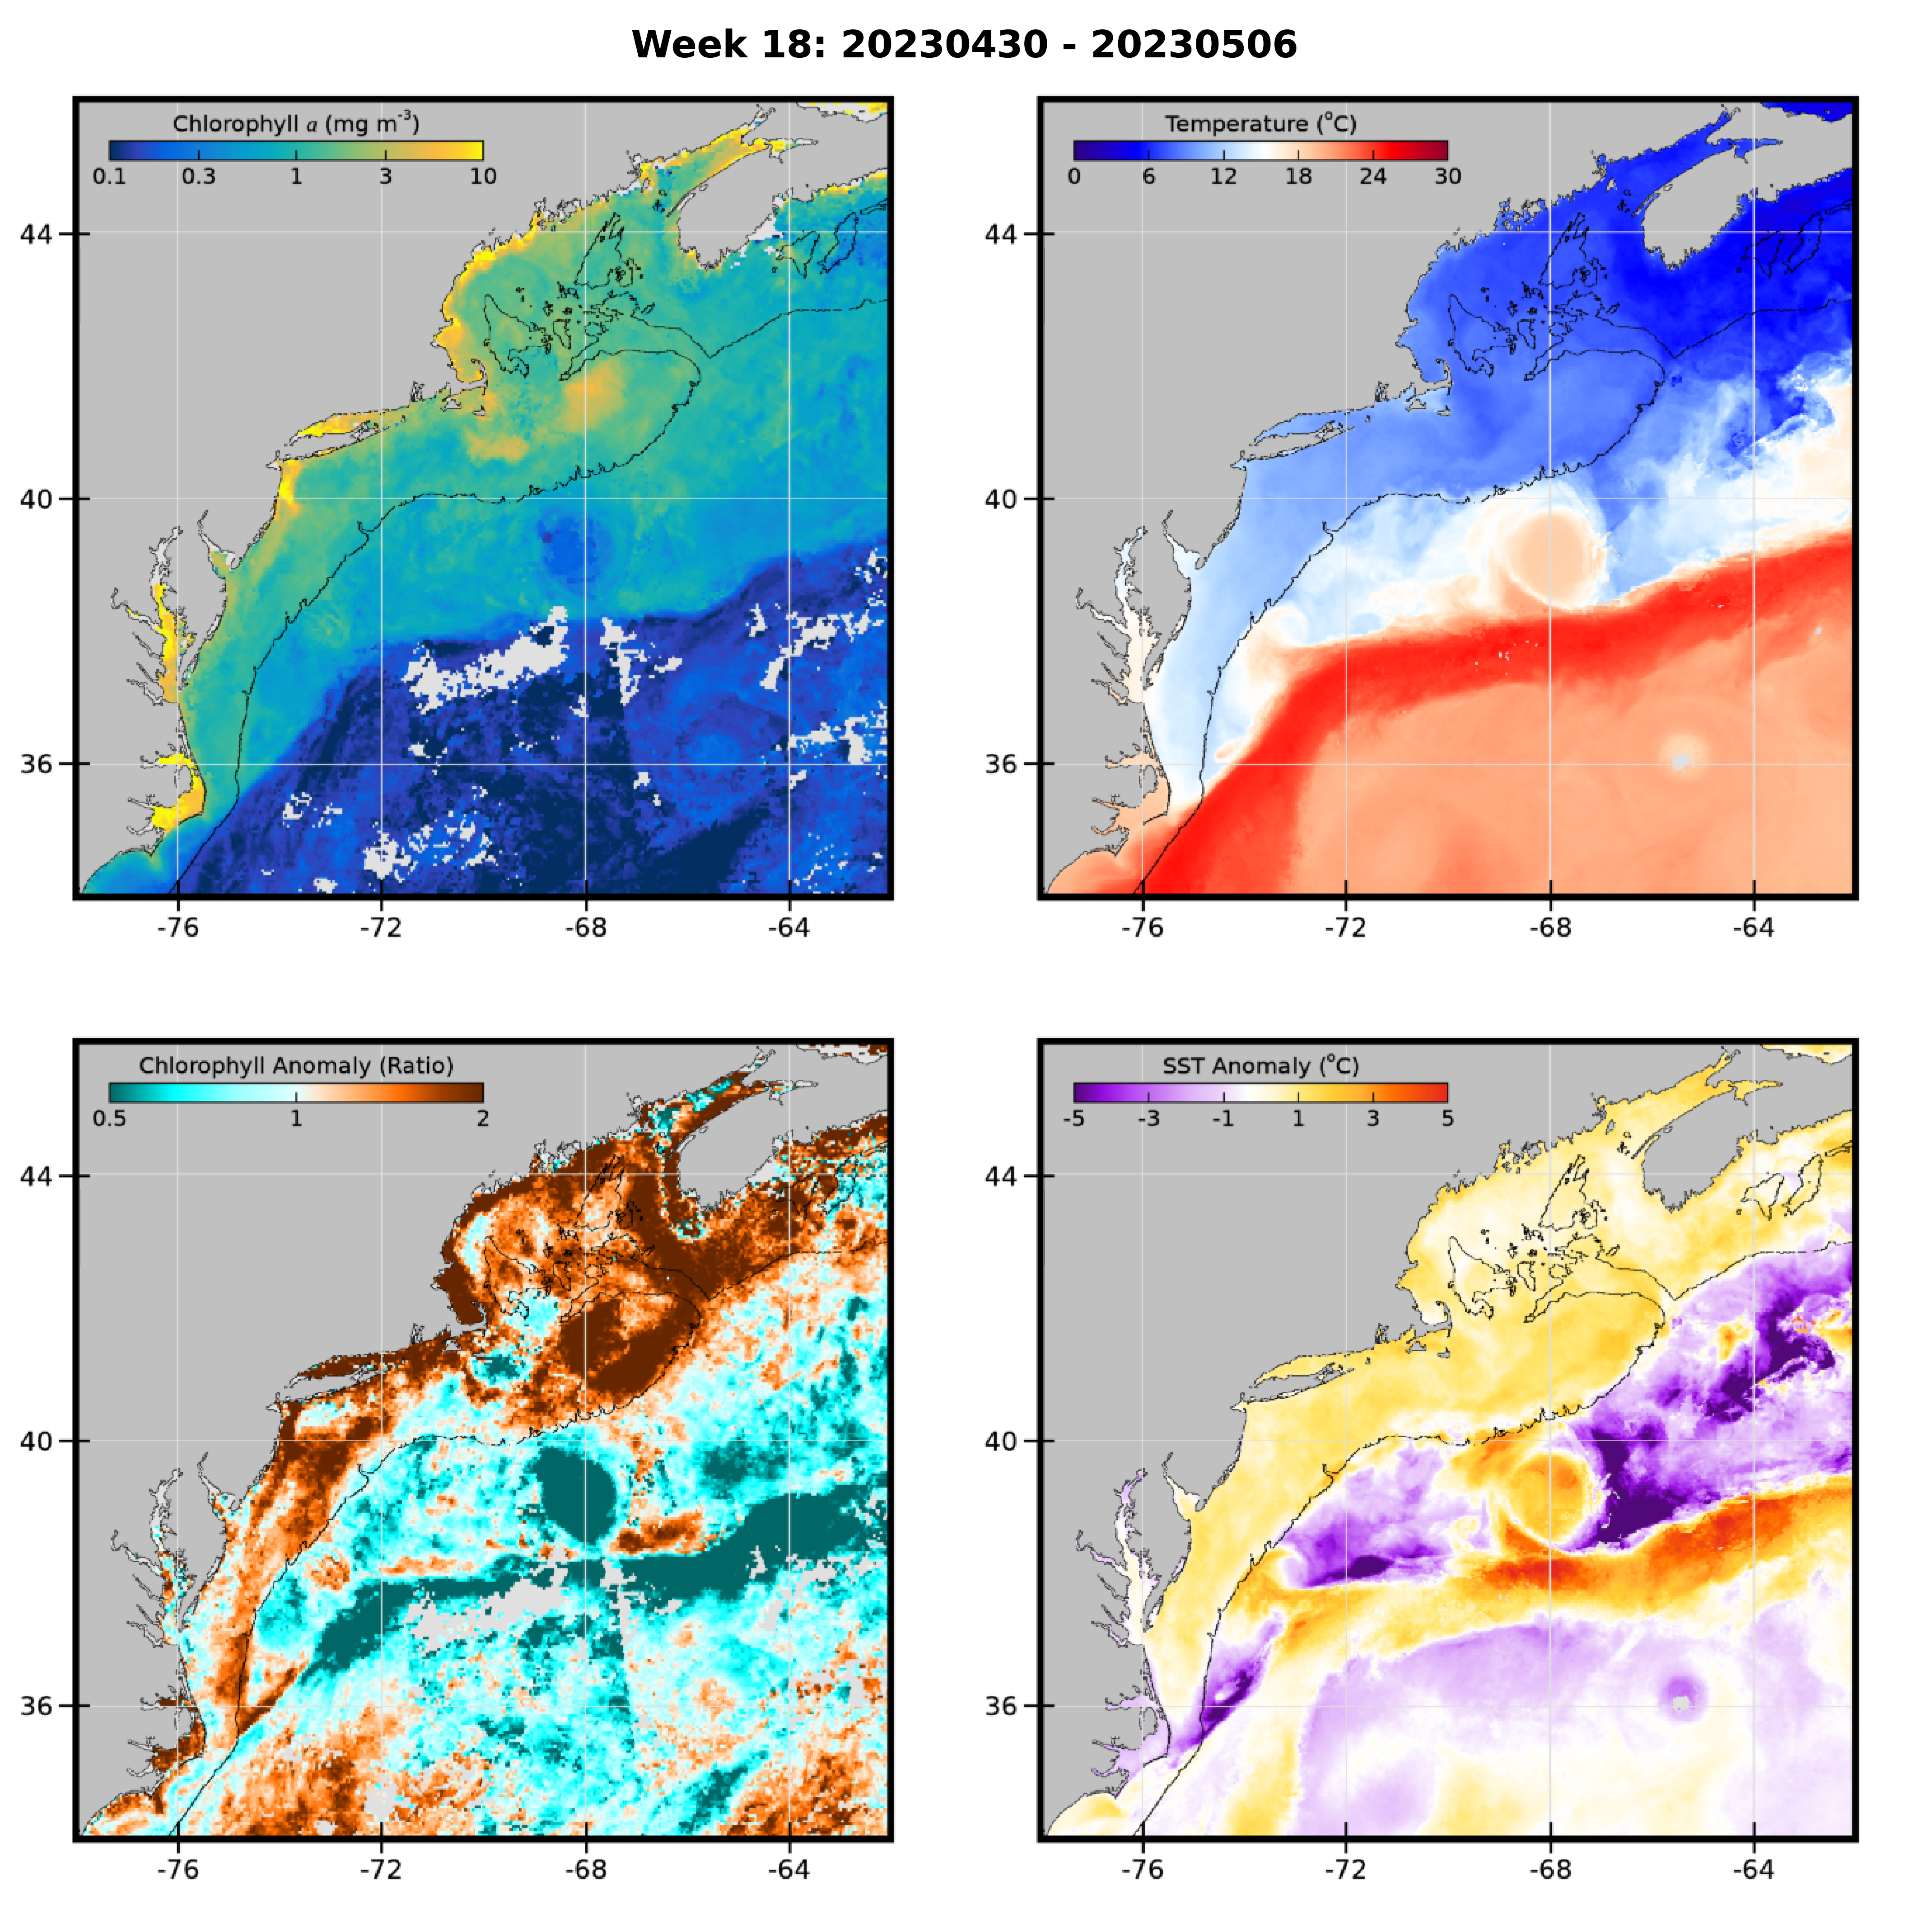 Week 18: 20230430 - 20230506
Chlorophyll a (mg m-3)
0.1 0.3 1 3 10
44
40
36
-76 -72 -68 -64
Temperature (oC)
0 6 12 18 24 30
44
40
36
-76 -72 -68 -64
Chlorophyll Anomaly (Ratio)
0.5 1 2
44
40
36
-76 -72 -68 -64
SST Anomaly (oC)
-5 -3 -1 1 3 5
44
40
36
-76 -72 -68 -64